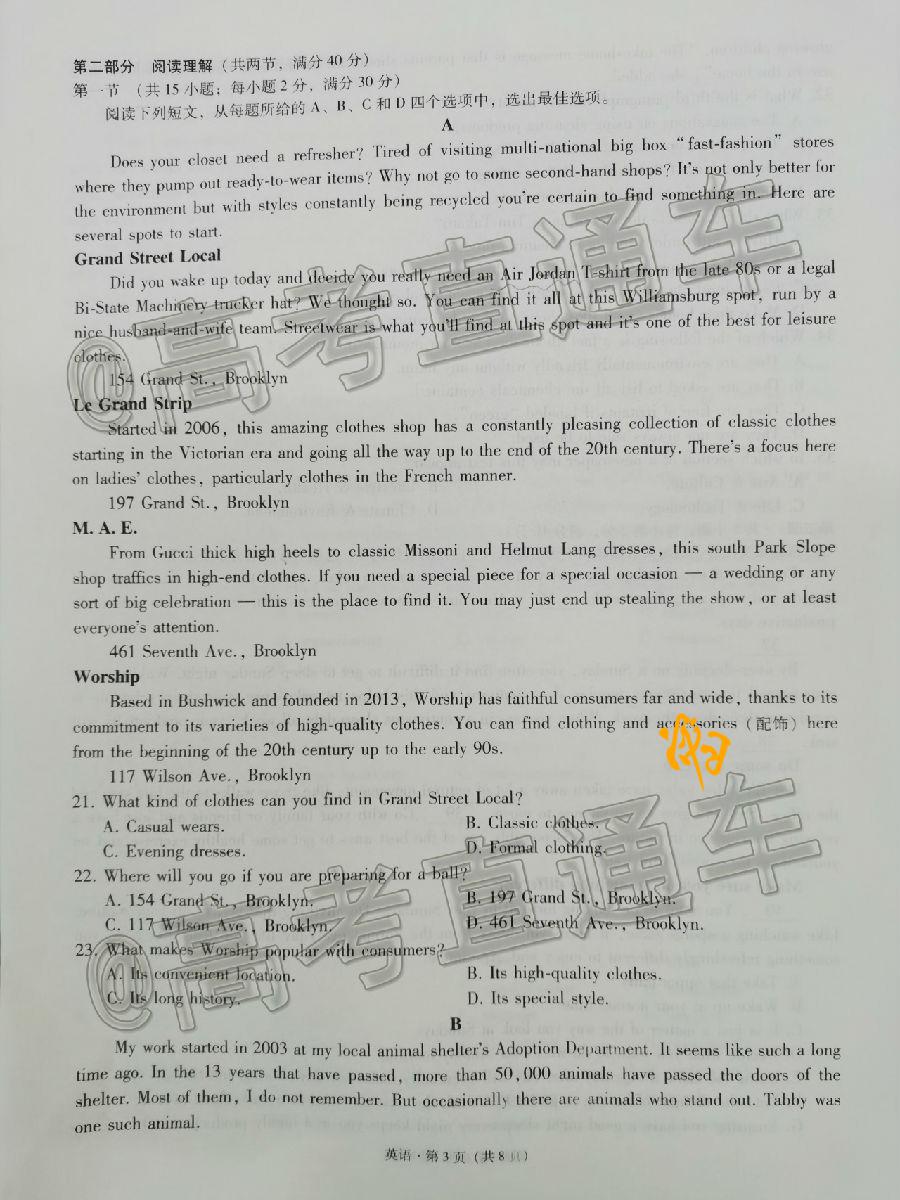 第二部分 阅读理解（共两节，满分 40 分）
第一节 （共 15 小题；每小题 2 分，满分 30 分）
阅读下列短文，从每题所给的 A、B、C 和 D 四个选项中，选出最佳选项。
A
Does your closet need a refresher? Tired of visiting multi-national big box “fast-fashion” stores
where they pump out ready-to-wear items? Why not go to some second-hand shops? It's not only better for
the environment but with styles constantly being recycled you're certain to find something in. Here are
several spots to start.
Grand Street Local
Did you wake up today and decide you really need an Air Jordan T-shirt from the late 80s or a legal
Bi-State Machinery trucker hat? We thought so. You can find it all at this Williamsburg spot, run by a
nice husband-and-wife team. Streetwear is what you'll find at this spot and it's one of the best for leisure
clothes.
154 Grand St., Brooklyn
Le Grand Strip
Started in 2006, this amazing clothes shop has a constantly pleasing collection of classic clothes
starting in the Victorian era and going all the way up to the end of the 20th century. There's a focus here
on ladies' clothes, particularly clothes in the French manner.
197 Grand St., Brooklyn
M. A. E.
From Gucci thick high heels to classic Missoni and Helmut Lang dresses, this south Park Slope
shop traffics in high-end clothes. If you need a special piece for a special occasion — a wedding or any
sort of big celebration — this is the place to find it. You may just end up stealing the show, or at least
everyone's attention.
461 Seventh Ave., Brooklyn
Worship
Based in Bushwick and founded in 2013, Worship has faithful consumers far and wide, thanks to its
commitment to its varieties of high-quality clothes. You can find clothing and accessories（配饰）here
from the beginning of the 20th century up to the early 90s.
117 Wilson Ave., Brooklyn
21. What kind of clothes can you find in Grand Street Local?
A. Casual wears. B. Classic clothes.
C. Evening dresses. D. Formal clothing.
22. Where will you go if you are preparing for a ball?
A. 154 Grand St., Brooklyn. B. 197 Grand St., Brooklyn.
C. 117 Wilson Ave., Brooklyn. D. 461 Seventh Ave., Brooklyn.
23. What makes Worship popular with consumers?
A. Its convenient location. B. Its high-quality clothes.
C. Its long history. D. Its special style.
B
My work started in 2003 at my local animal shelter's Adoption Department. It seems like such a long
time ago. In the 13 years that have passed, more than 50,000 animals have passed the doors of the
shelter. Most of them, I do not remember. But occasionally there are animals who stand out. Tabby was
one such animal.
英语·第 3 页（共 8 页）
@高考直通车
@高考直通车